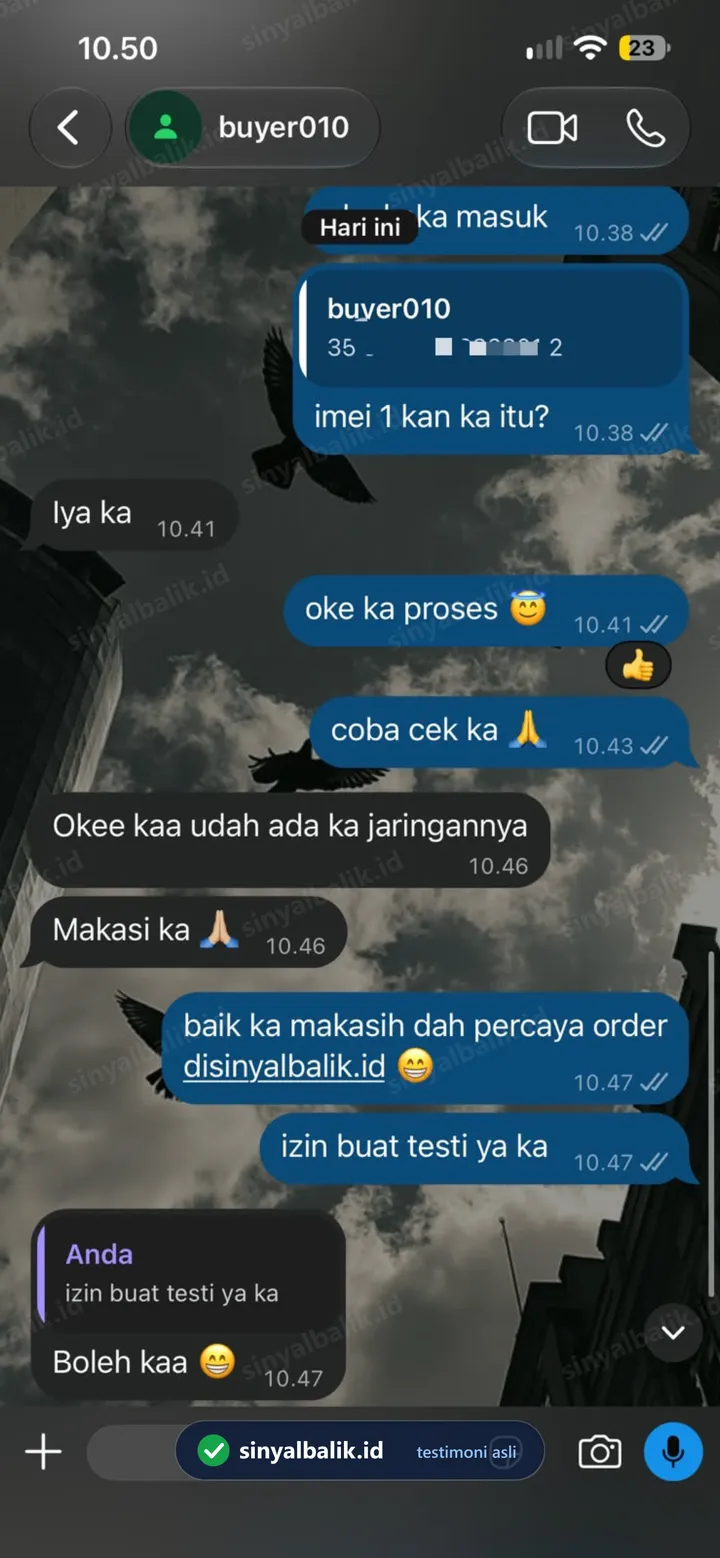 10.50
23
buyer010
ka masuk
10.38
Hari ini
buyer010
35
2
imei 1 kan ka itu?
10.38
Iya ka
10.41
oke ka proses 😇
10.41
👍
coba cek ka 🙏
10.43
Okee kaa udah ada ka jaringannya
10.46
Makasi ka 🙏🏻
10.46
baik ka makasih dah percaya order
disinyalbalik.id 😁
10.47
izin buat testi ya ka
10.47
Anda
izin buat testi ya ka
Boleh kaa 😁
10.47
sinyalbalik.id
testimoni asli